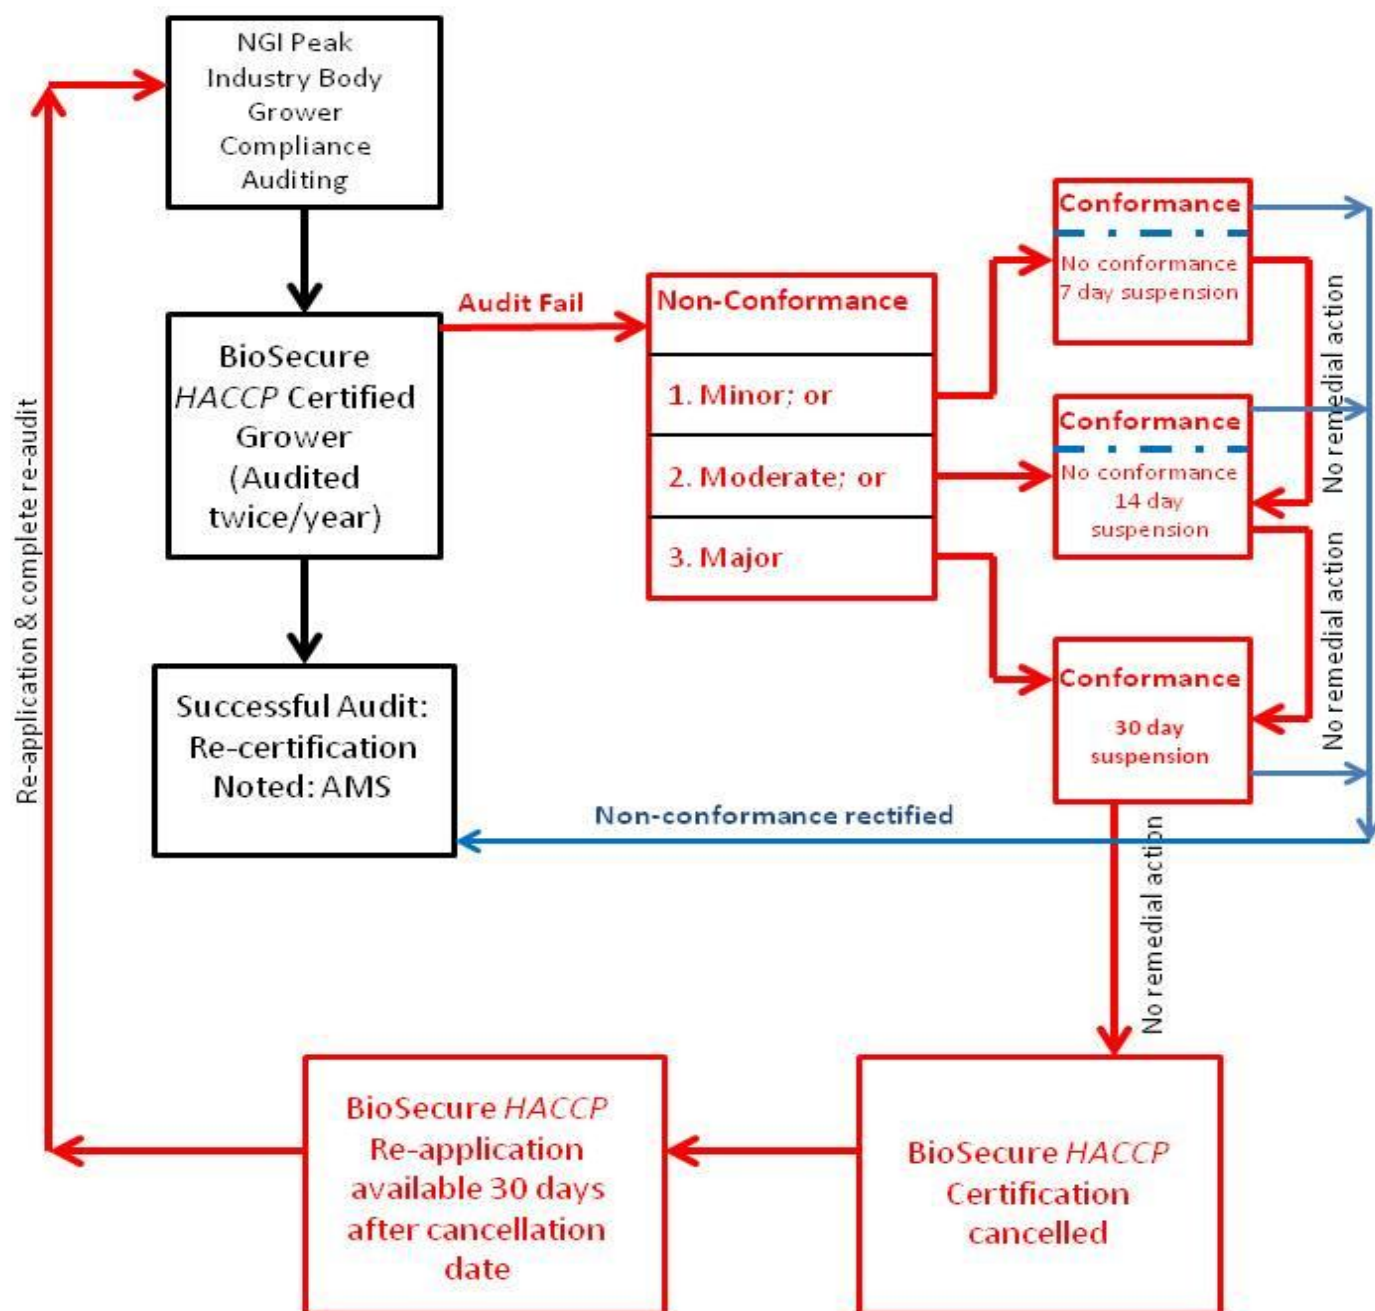 NGI Peak
Industry Body
Grower
Compliance
Auditing
BioSecure
HACCP Certified
Grower
(Audited
twice/year)
Successful Audit:
Re-certification
Noted: AMS
Audit Fail
Non-Conformance
1. Minor; or
2. Moderate; or
3. Major
Conformance
No conformance
7 day suspension
Conformance
No conformance
14 day
suspension
Conformance
30 day
suspension
No remedial action
No remedial action
Non-conformance rectified
No remedial action
BioSecure HACCP
Certification
cancelled
BioSecure HACCP
Re-application
available 30 days
after cancellation
date
Re-application & complete re-audit